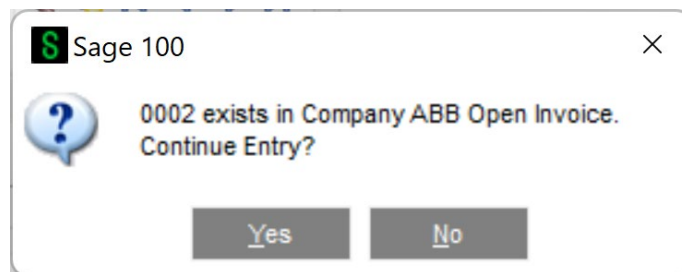 S Sage 100
0002 exists in Company ABB Open Invoice.
Continue Entry?
Yes No